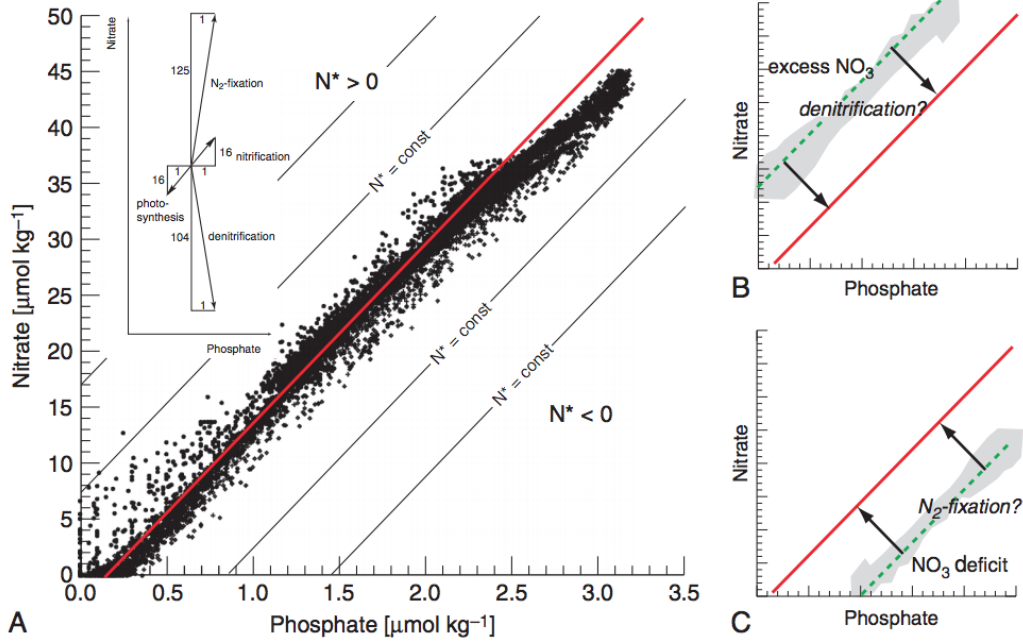 50
45
40
35
30
25
20
15
10
5
0
Nitrate [µmol kg⁻¹]
0.0
0.5
1.0
1.5
2.0
2.5
3.0
3.5
Phosphate [µmol kg⁻¹]
A
Nitrate
Phosphate
1
125
N₂-fixation
16 nitrification
1
1
16
photo-
synthesis
104
denitrification
1
N* > 0
N* = const
N* = const
N* = const
N* < 0
excess NO₃
denitrification?
Nitrate
B
Phosphate
Nitrate
N₂-fixation?
NO₃ deficit
C
Phosphate